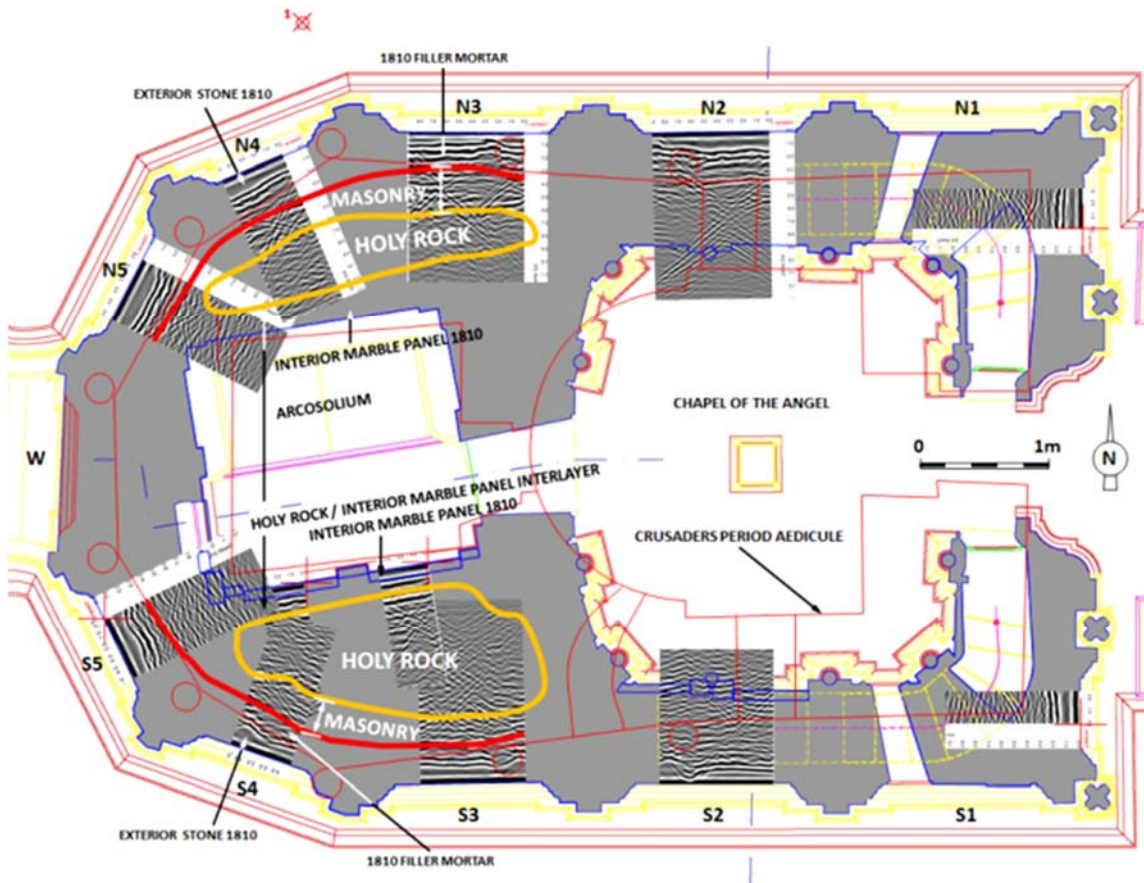 1
1810 FILLER MORTAR
EXTERIOR STONE 1810
N3
N2
N1
N4
MASONRY
HOLY ROCK
N5
INTERIOR MARBLE PANEL 1810
ARCOSOLIUM
CHAPEL OF THE ANGEL
0 1m
N
W
HOLY ROCK / INTERIOR MARBLE PANEL INTERLAYER
INTERIOR MARBLE PANEL 1810
CRUSADERS PERIOD AEDICULE
HOLY ROCK
S5
MASONRY
S4
S3
S2
S1
EXTERIOR STONE 1810
1810 FILLER MORTAR